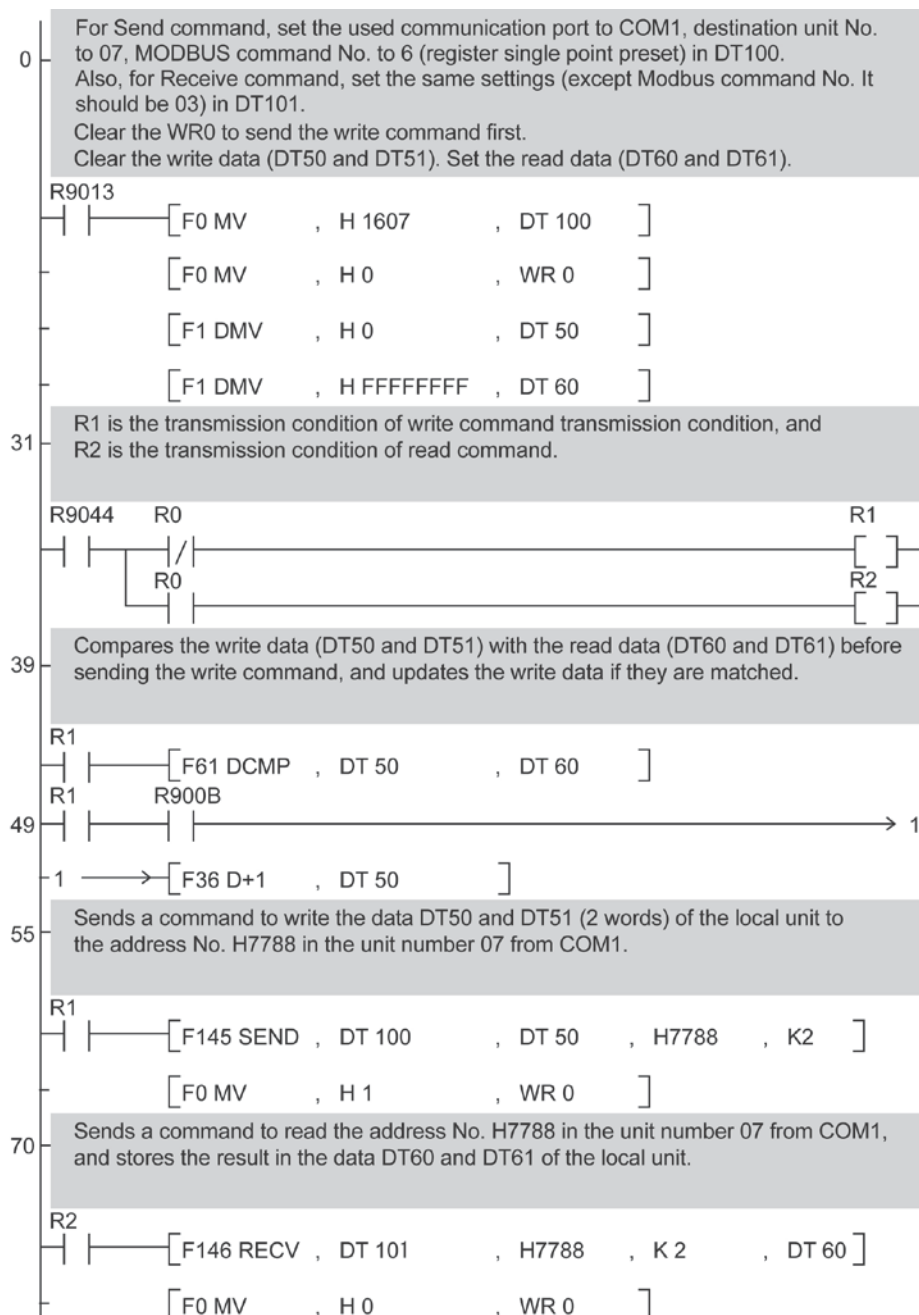 For Send command, set the used communication port to COM1, destination unit No.
0 to 07, MODBUS command No. to 6 (register single point preset) in DT100.
Also, for Receive command, set the same settings (except Modbus command No. It
should be 03) in DT101.
Clear the WR0 to send the write command first.
Clear the write data (DT50 and DT51). Set the read data (DT60 and DT61).
R9013
[F0 MV , H 1607 , DT 100 ]
[F0 MV , H 0 , WR 0 ]
[F1 DMV , H 0 , DT 50 ]
[F1 DMV , H FFFFFFFF , DT 60 ]
R1 is the transmission condition of write command transmission condition, and
31 R2 is the transmission condition of read command.
R9044 R0 R1
R0 R2
Compares the write data (DT50 and DT51) with the read data (DT60 and DT61) before
39 sending the write command, and updates the write data if they are matched.
R1
[F61 DCMP , DT 50 , DT 60 ]
R1 R900B
49 1
1 [F36 D+1 , DT 50 ]
Sends a command to write the data DT50 and DT51 (2 words) of the local unit to
55 the address No. H7788 in the unit number 07 from COM1.
R1
[F145 SEND , DT 100 , DT 50 , H7788 , K2 ]
[F0 MV , H 1 , WR 0 ]
Sends a command to read the address No. H7788 in the unit number 07 from COM1,
70 and stores the result in the data DT60 and DT61 of the local unit.
R2
[F146 RECV , DT 101 , H7788 , K 2 , DT 60 ]
[F0 MV , H 0 , WR 0 ]